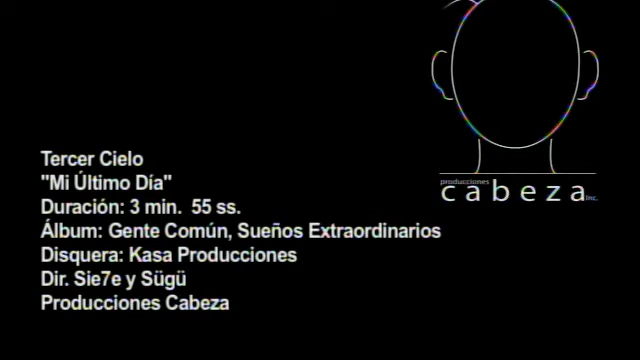 producciones
cabeza inc.
Tercer Cielo
"Mi Último Día"
Duración: 3 min.  55 ss.
Álbum: Gente Común, Sueños Extraordinarios
Disquera: Kasa Producciones
Dir. Sie7e y Sügü
Producciones Cabeza